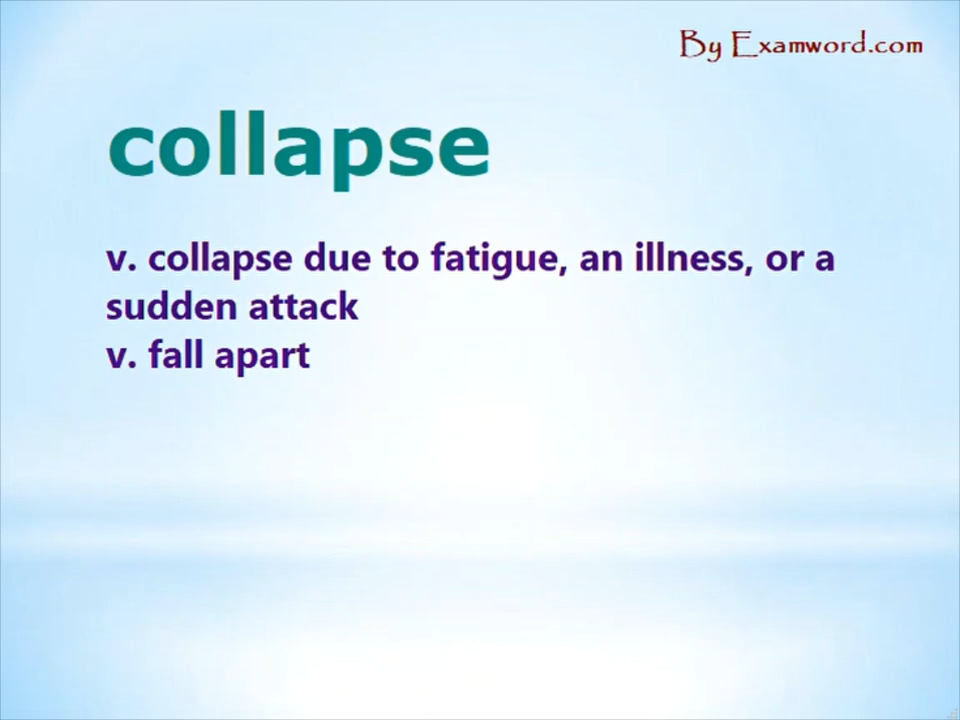 By Examword.com
collapse
v. collapse due to fatigue, an illness, or a
sudden attack
v. fall apart